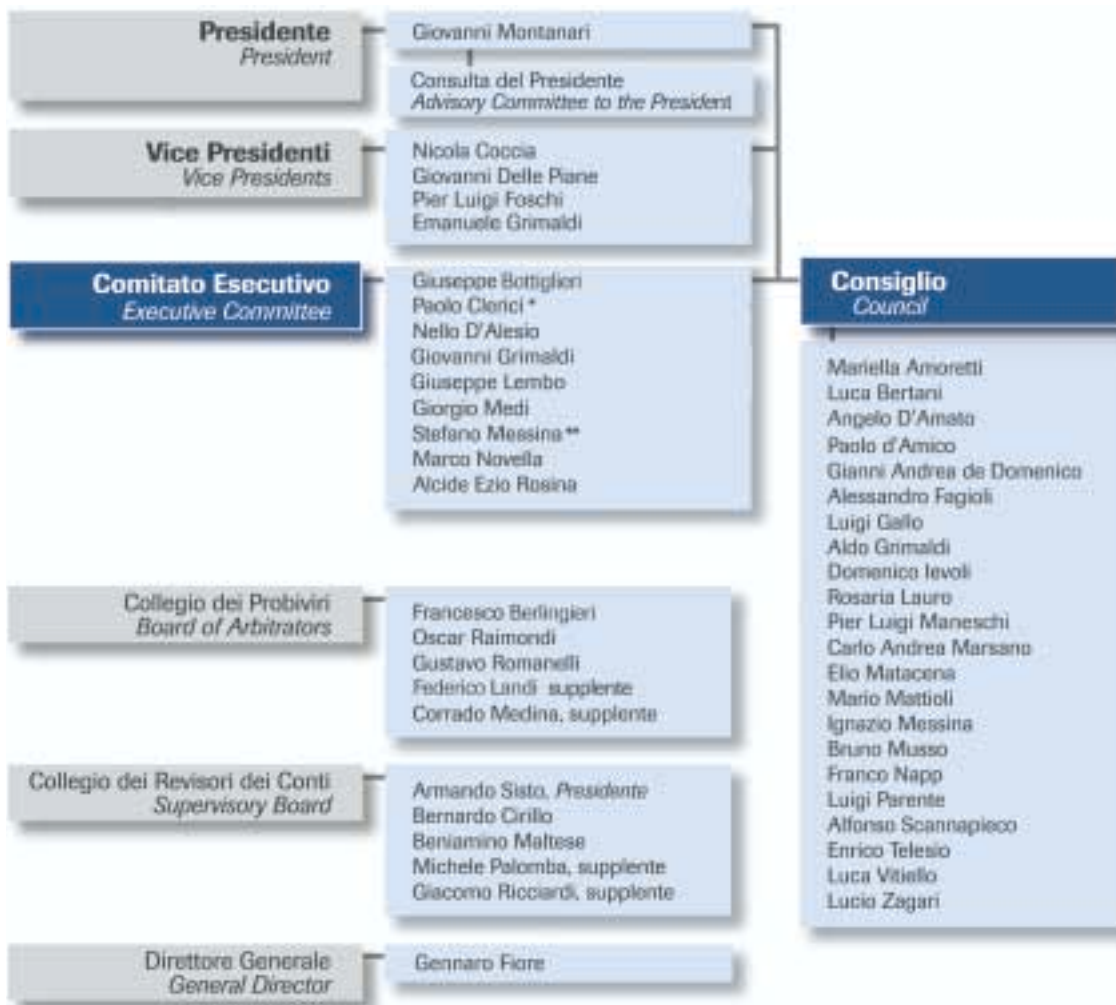 Presidente
President
Giovanni Montanari
Consulta del Presidente
Advisory Committee to the President
Vice Presidenti
Vice Presidents
Nicola Coccia
Giovanni Delle Piane
Pier Luigi Foschi
Emanuele Grimaldi
Comitato Esecutivo
Executive Committee
Giuseppe Bottiglieri
Paolo Clerici *
Nello D'Alesio
Giovanni Grimaldi
Giuseppe Lembo
Giorgio Medi
Stefano Messina **
Marco Novella
Alcide Ezio Rosina
Consiglio
Council
Mariella Amoretti
Luca Bertani
Angelo D'Amato
Paolo d'Amico
Gianni Andrea de Domenico
Alessandro Fagioli
Luigi Gallo
Aldo Grimaldi
Domenico Ievoli
Rosaria Lauro
Pier Luigi Maneschi
Carlo Andrea Marsano
Elio Matacena
Mario Mattioli
Ignazio Messina
Bruno Musso
Franco Napp
Luigi Parente
Alfonso Scannapieco
Enrico Telesio
Luca Vitiello
Lucio Zagari
Collegio dei Probiviri
Board of Arbitrators
Francesco Berlingieri
Oscar Raimondi
Gustavo Romanelli
Federico Landi supplente
Corrado Medina, supplente
Collegio dei Revisori dei Conti
Supervisory Board
Armando Sisto, Presidente
Bernardo Cirillo
Beniamino Maltese
Michele Palomba, supplente
Giacomo Ricciardi, supplente
Direttore Generale
General Director
Gennaro Fiore